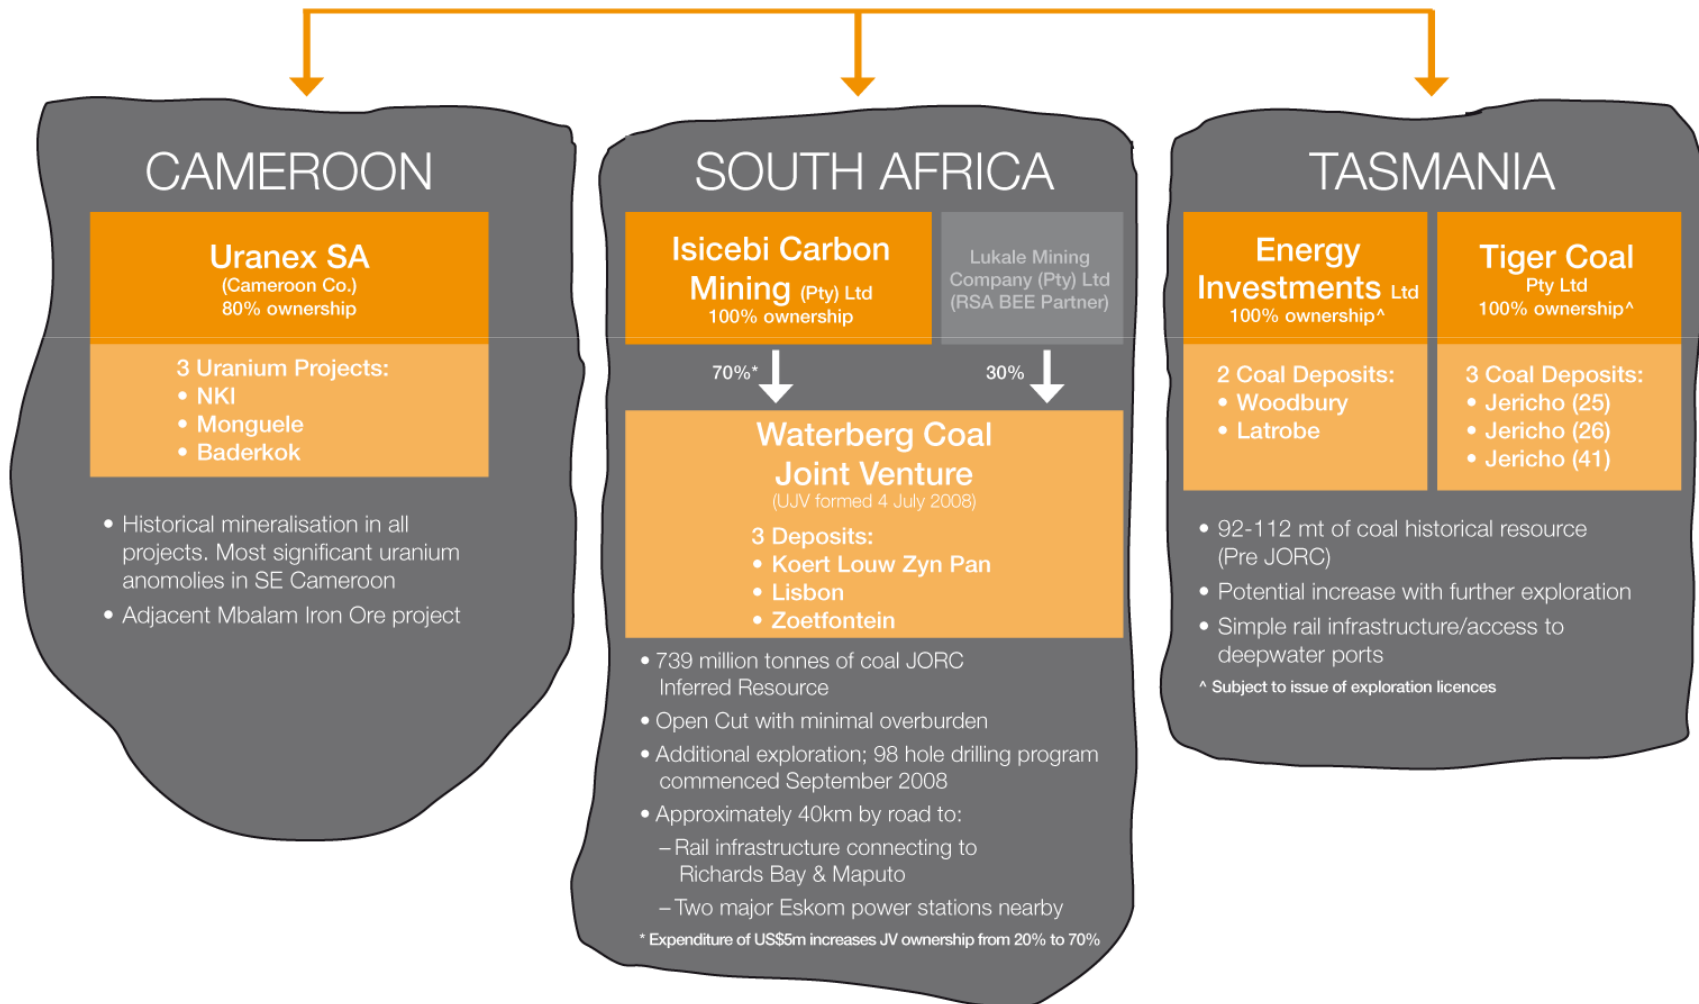 CAMEROON
Uranex SA
(Cameroon Co.)
80% ownership
3 Uranium Projects:
• NKI
• Monguele
• Baderkok
• Historical mineralisation in all
projects. Most significant uranium
anomolies in SE Cameroon
• Adjacent Mbalam Iron Ore project
SOUTH AFRICA
Isicebi Carbon
Mining (Pty) Ltd
100% ownership
Lukale Mining
Company (Pty) Ltd
(RSA BEE Partner)
70%*
30%
Waterberg Coal
Joint Venture
(UJV formed 4 July 2008)
3 Deposits:
• Koert Louw Zyn Pan
• Lisbon
• Zoetfontein
• 739 million tonnes of coal JORC
Inferred Resource
• Open Cut with minimal overburden
• Additional exploration; 98 hole drilling program
commenced September 2008
• Approximately 40km by road to:
– Rail infrastructure connecting to
Richards Bay & Maputo
– Two major Eskom power stations nearby
* Expenditure of US$5m increases JV ownership from 20% to 70%
TASMANIA
Energy
Investments Ltd
100% ownership^
2 Coal Deposits:
• Woodbury
• Latrobe
Tiger Coal
Pty Ltd
100% ownership^
3 Coal Deposits:
• Jericho (25)
• Jericho (26)
• Jericho (41)
• 92-112 mt of coal historical resource
(Pre JORC)
• Potential increase with further exploration
• Simple rail infrastructure/access to
deepwater ports
^ Subject to issue of exploration licences